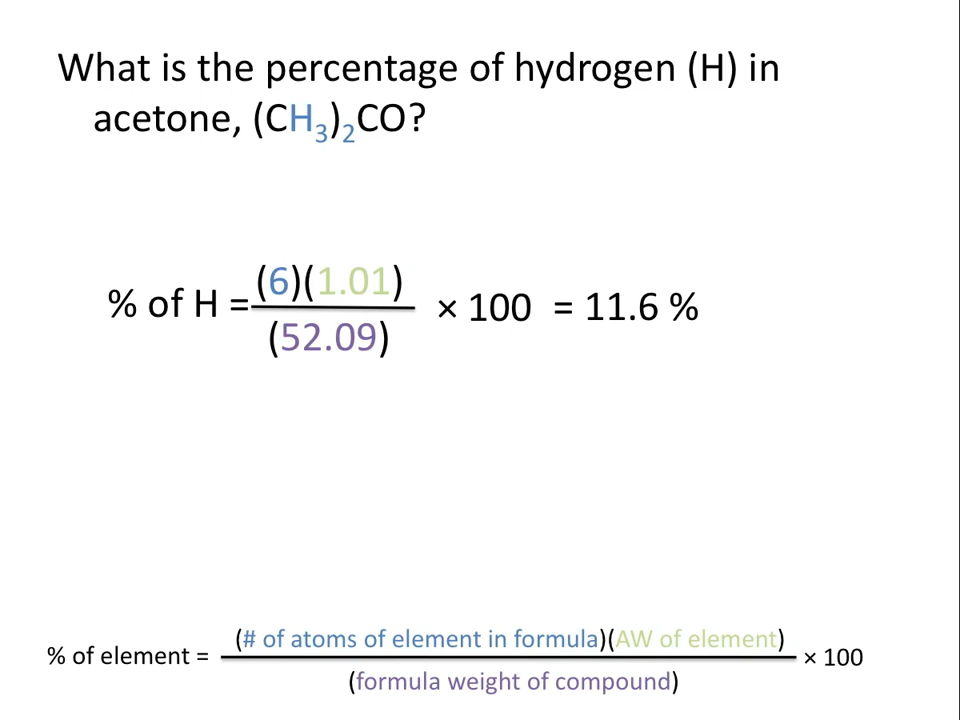 What is the percentage of hydrogen (H) in
acetone, (CH₃)₂CO?
% of H = (6)(1.01) / (52.09) × 100 = 11.6 %
% of element = (# of atoms of element in formula)(AW of element) / (formula weight of compound) × 100